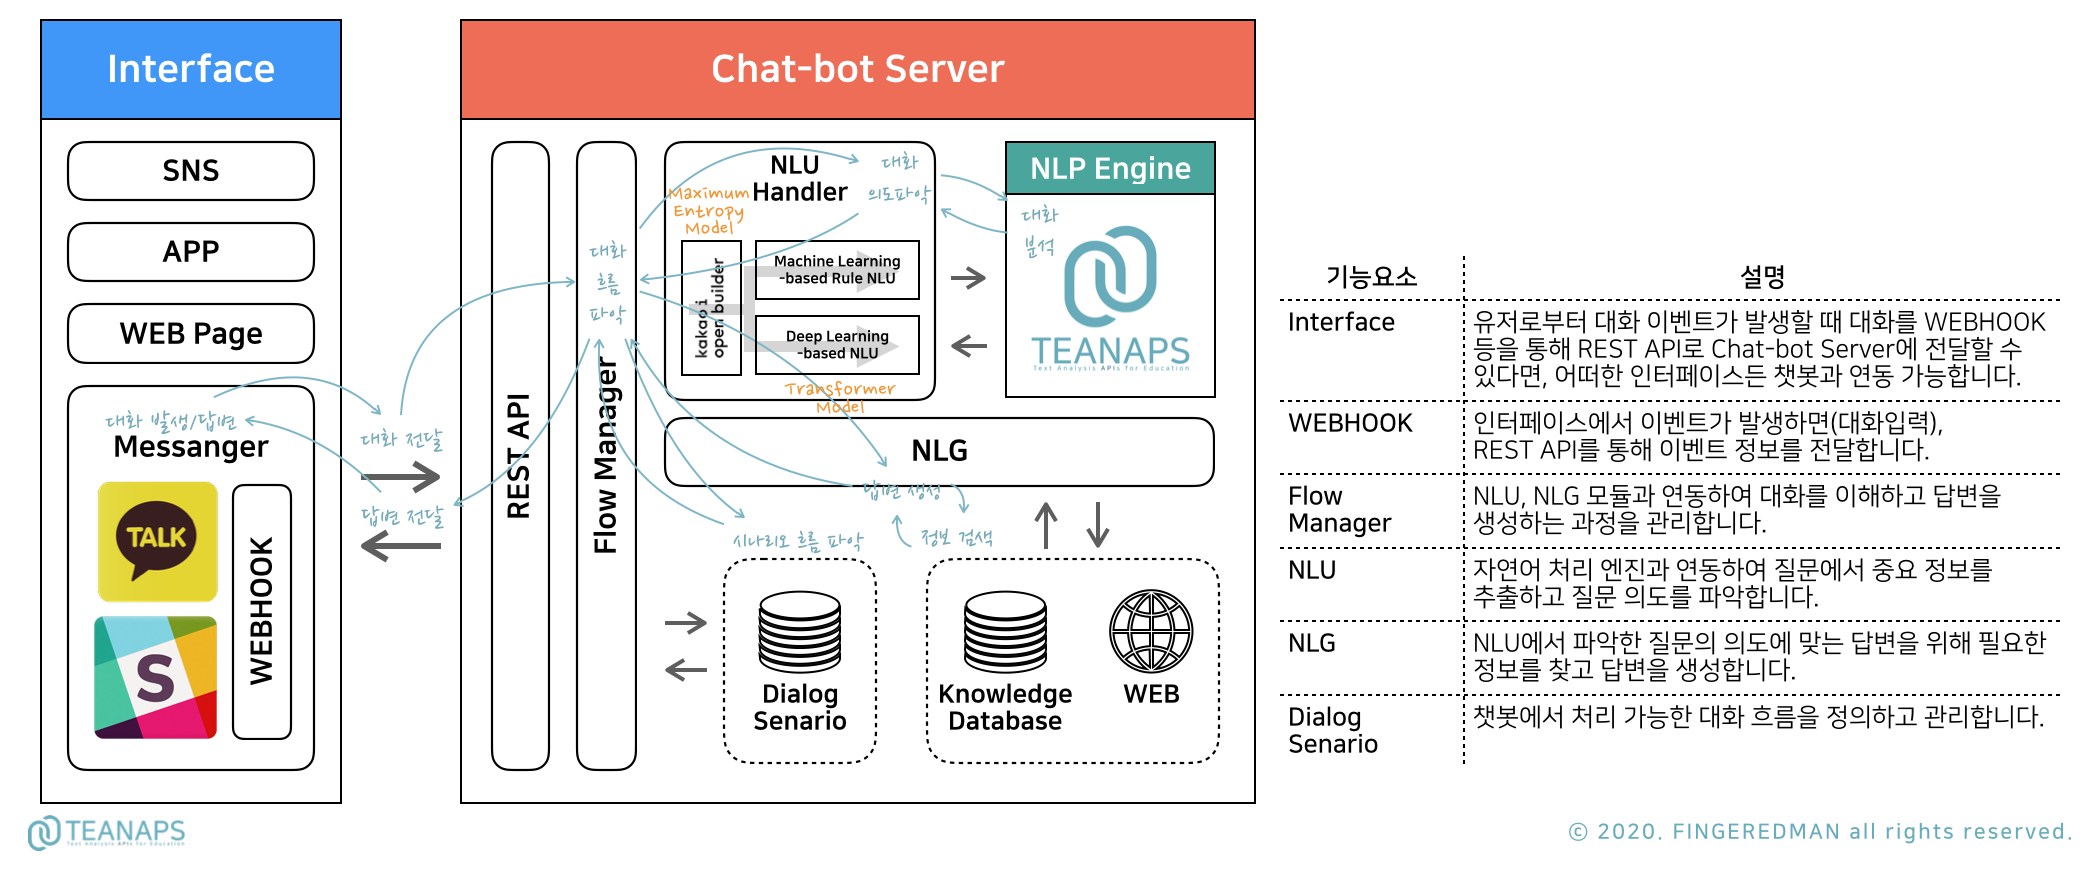 Interface
SNS
APP
WEB Page
대화 발생/답변
Messanger
TALK
S
WEBHOOK
대화 전달
답변 전달
Chat-bot Server
REST API
Flow Manager
대화
흐름
파악
NLU
Handler
대화
의도파악
Maximum
Entropy
Model
kakao i
open builder
Machine Learning
-based Rule NLU
Deep Learning
-based NLU
Transformer
Model
NLP Engine
대화
분석
TEANAPS
Text Analysis APIs for Education
NLG
답변 생성
시나리오 흐름 파악
정보 검색
Dialog
Senario
Knowledge
Database
WEB
기능요소 설명
Interface 유저로부터 대화 이벤트가 발생할 때 대화를 WEBHOOK
등을 통해 REST API로 Chat-bot Server에 전달할 수
있다면, 어떠한 인터페이스든 챗봇과 연동 가능합니다.
WEBHOOK 인터페이스에서 이벤트가 발생하면(대화입력),
REST API를 통해 이벤트 정보를 전달합니다.
Flow NLU, NLG 모듈과 연동하여 대화를 이해하고 답변을
Manager 생성하는 과정을 관리합니다.
NLU 자연어 처리 엔진과 연동하여 질문에서 중요 정보를
추출하고 질문 의도를 파악합니다.
NLG NLU에서 파악한 질문의 의도에 맞는 답변을 위해 필요한
정보를 찾고 답변을 생성합니다.
Dialog 챗봇에서 처리 가능한 대화 흐름을 정의하고 관리합니다.
Senario
TEANAPS
Text Analysis APIs for Education
© 2020. FINGEREDMAN all rights reserved.